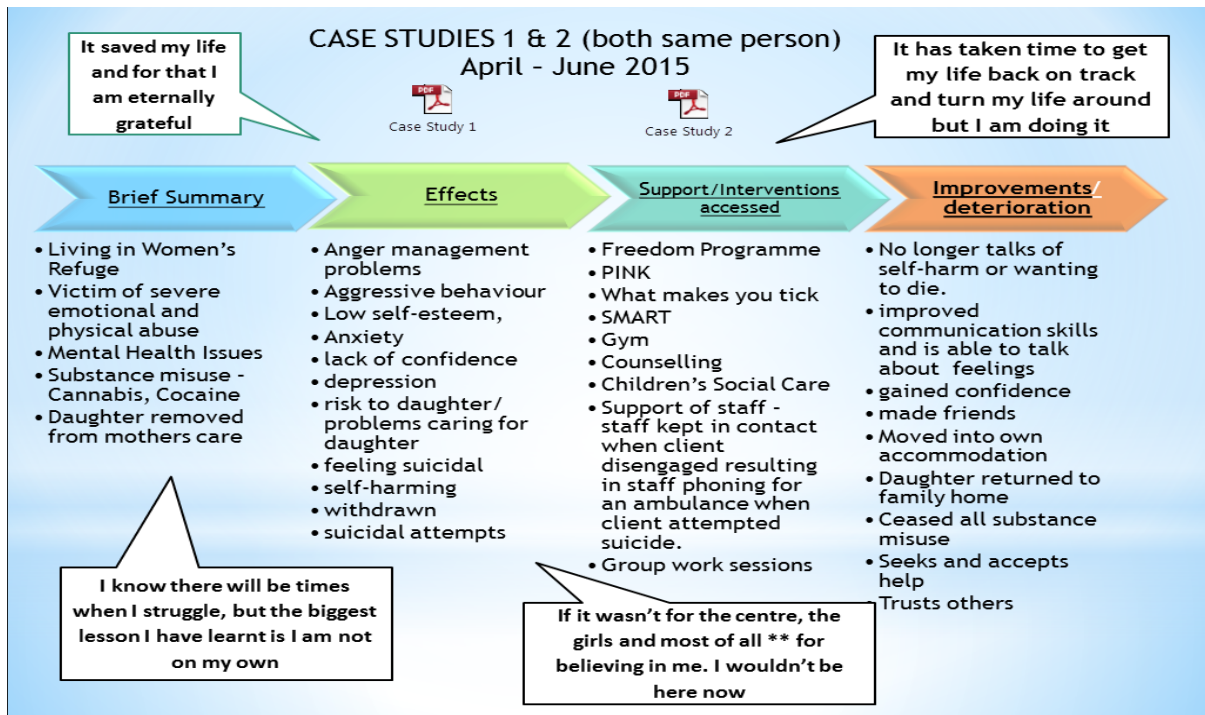 CASE STUDIES 1 & 2 (both same person)
April - June 2015
It saved my life
and for that I
am eternally
grateful
PDF
Case Study 1
PDF
Case Study 2
It has taken time to get
my life back on track
and turn my life around
but I am doing it
Brief Summary
• Living in Women's
Refuge
• Victim of severe
emotional and
physical abuse
• Mental Health Issues
• Substance misuse -
Cannabis, Cocaine
• Daughter removed
from mothers care
Effects
• Anger management
problems
• Aggressive behaviour
• Low self-esteem,
• Anxiety
• lack of confidence
• depression
• risk to daughter/
problems caring for
daughter
• feeling suicidal
• self-harming
• withdrawn
• suicidal attempts
Support/Interventions
accessed
• Freedom Programme
• PINK
• What makes you tick
• SMART
• Gym
• Counselling
• Children's Social Care
• Support of staff -
staff kept in contact
when client
disengaged resulting
in staff phoning for
an ambulance when
client attempted
suicide.
• Group work sessions
Improvements/
deterioration
• No longer talks of
self-harm or wanting
to die.
• improved
communication skills
and is able to talk
about feelings
• gained confidence
• made friends
• Moved into own
accommodation
• Daughter returned to
family home
• Ceased all substance
misuse
• Seeks and accepts
help
• Trusts others
I know there will be times
when I struggle, but the biggest
lesson I have learnt is I am not
on my own
If it wasn't for the centre, the
girls and most of all ** for
believing in me. I wouldn't be
here now